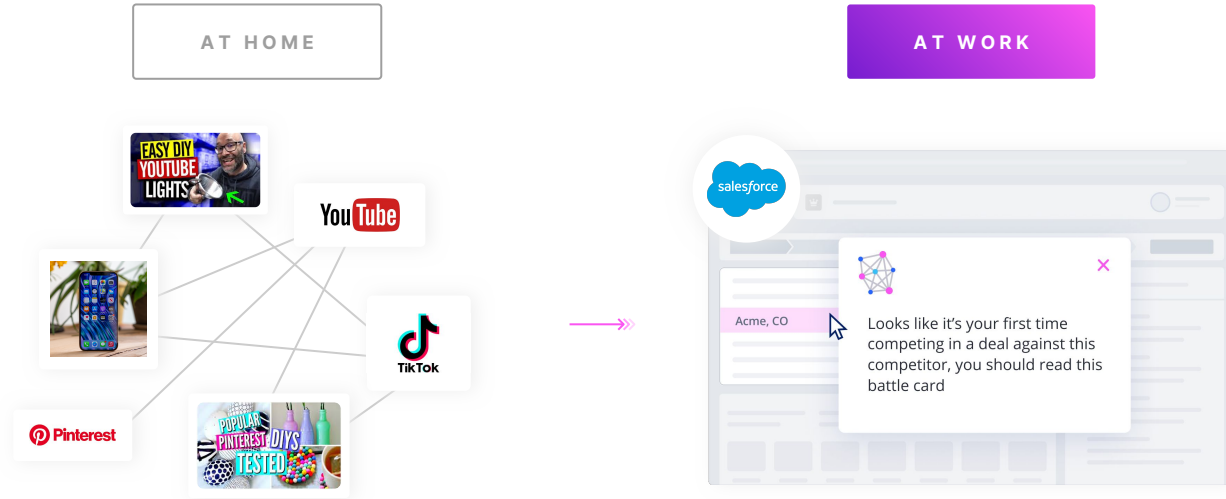 AT HOME
AT WORK
EASY DIY
YOUTUBE
LIGHTS
YouTube
TikTok
Pinterest
POPULAR
PINTEREST DIYS
TESTED
salesforce
Acme, CO
Looks like it’s your first time
competing in a deal against this
competitor, you should read this
battle card